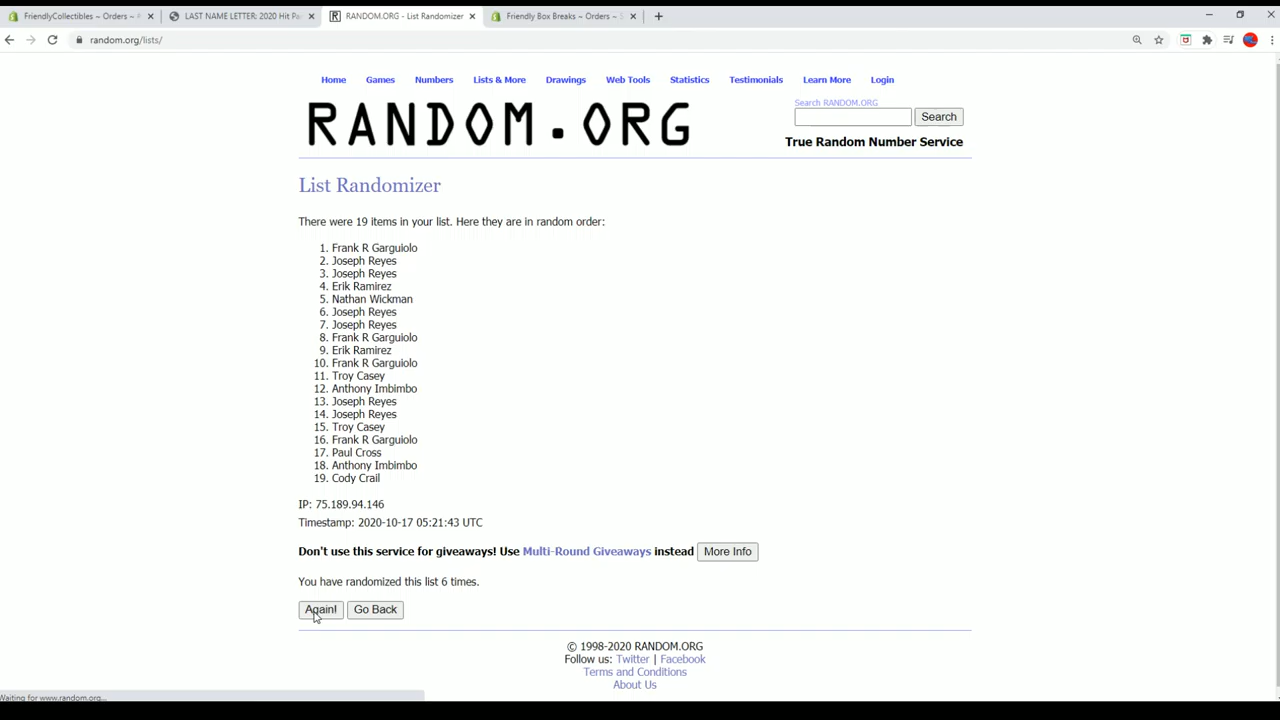 FriendlyCollectibles ~ Orders ~
LAST NAME LETTER: 2020 Hit Pa
RANDOM.ORG - List Randomizer
Friendly Box Breaks ~ Orders ~ S
random.org/lists/
Home Games Numbers Lists & More Drawings Web Tools Statistics Testimonials Learn More Login
RANDOM.ORG
Search RANDOM.ORG
Search
True Random Number Service
List Randomizer
There were 19 items in your list. Here they are in random order:
1. Frank R Garguiolo
2. Joseph Reyes
3. Joseph Reyes
4. Erik Ramirez
5. Nathan Wickman
6. Joseph Reyes
7. Joseph Reyes
8. Frank R Garguiolo
9. Erik Ramirez
10. Frank R Garguiolo
11. Troy Casey
12. Anthony Imbimbo
13. Joseph Reyes
14. Joseph Reyes
15. Troy Casey
16. Frank R Garguiolo
17. Paul Cross
18. Anthony Imbimbo
19. Cody Crail
IP: 75.189.94.146
Timestamp: 2020-10-17 05:21:43 UTC
Don't use this service for giveaways! Use Multi-Round Giveaways instead More Info
You have randomized this list 6 times.
Again! Go Back
© 1998-2020 RANDOM.ORG
Follow us: Twitter | Facebook
Terms and Conditions
About Us
Waiting for www.random.org...